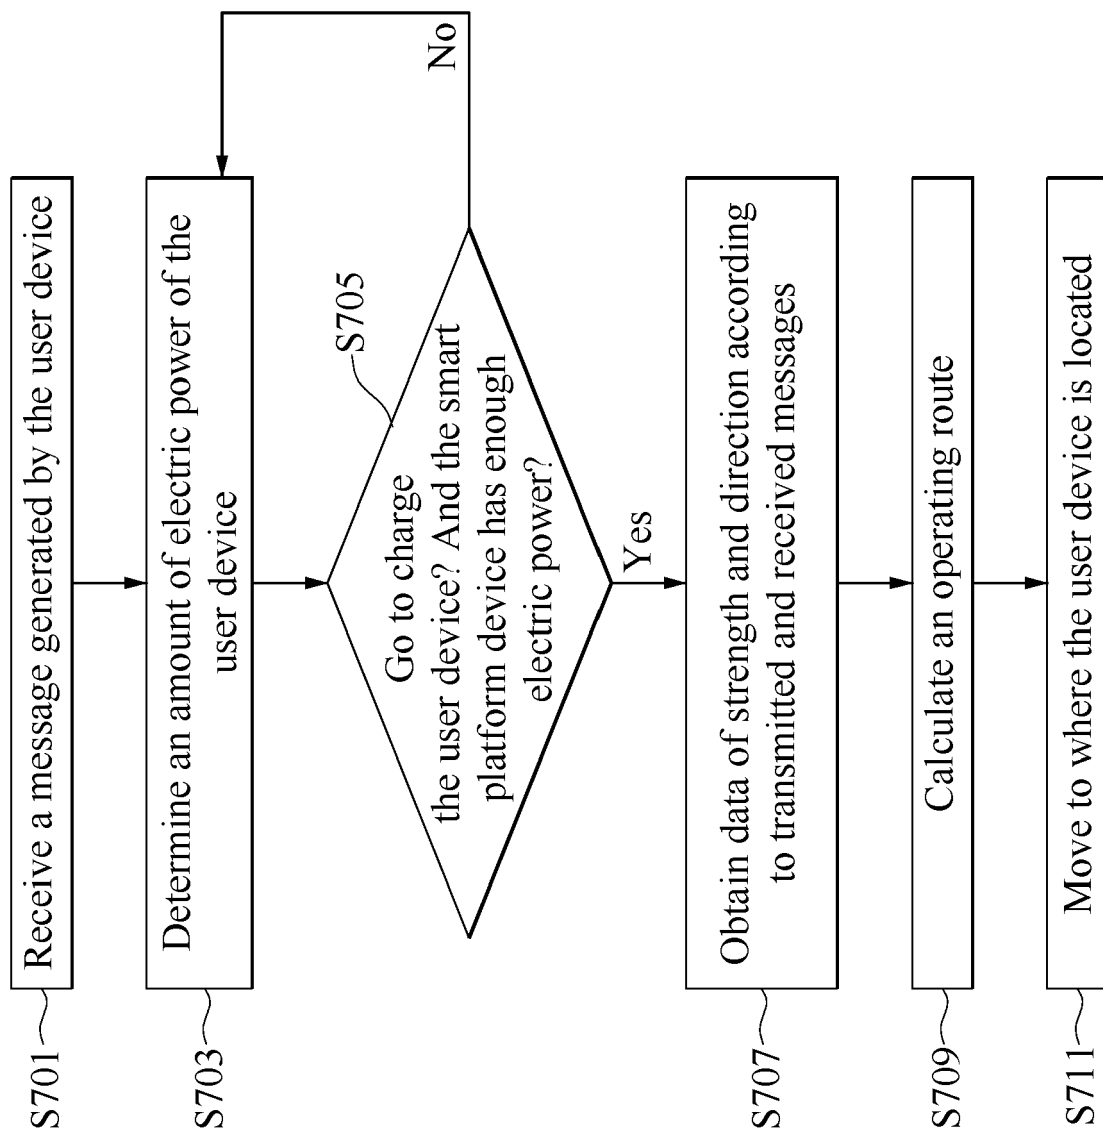 S701
Receive a message generated by the user device
S703
Determine an amount of electric power of the
user device
S705
Go to charge
the user device? And the smart
platform device has enough
electric power?
No
Yes
S707
Obtain data of strength and direction according
to transmitted and received messages
S709
Calculate an operating route
S711
Move to where the user device is located